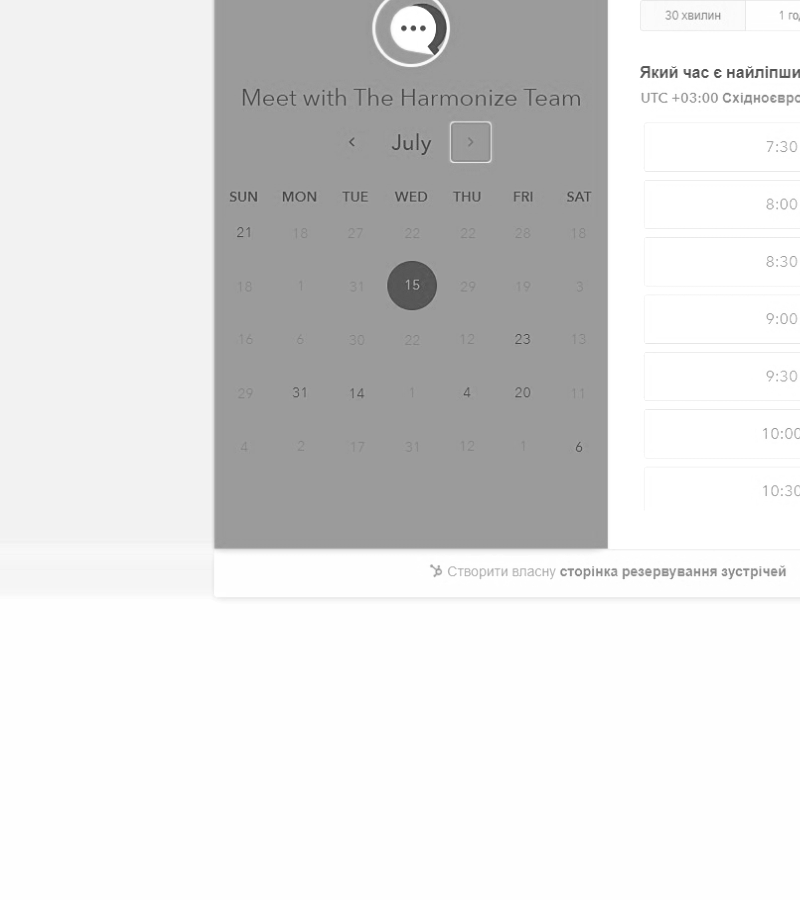 Meet with The Harmonize Team
July
SUN MON TUE WED THU FRI SAT
21 18 27 22 22 28 18
18 1 31 15 29 19 3
16 6 30 22 12 23 13
29 31 14 1 4 20 11
4 2 17 31 12 1 6
30 хвилин 1 го
Який час є найліпши
UTC +03:00 Східноєвро
7:30
8:00
8:30
9:00
9:30
10:00
10:30
Створити власну сторінка резервування зустрічей